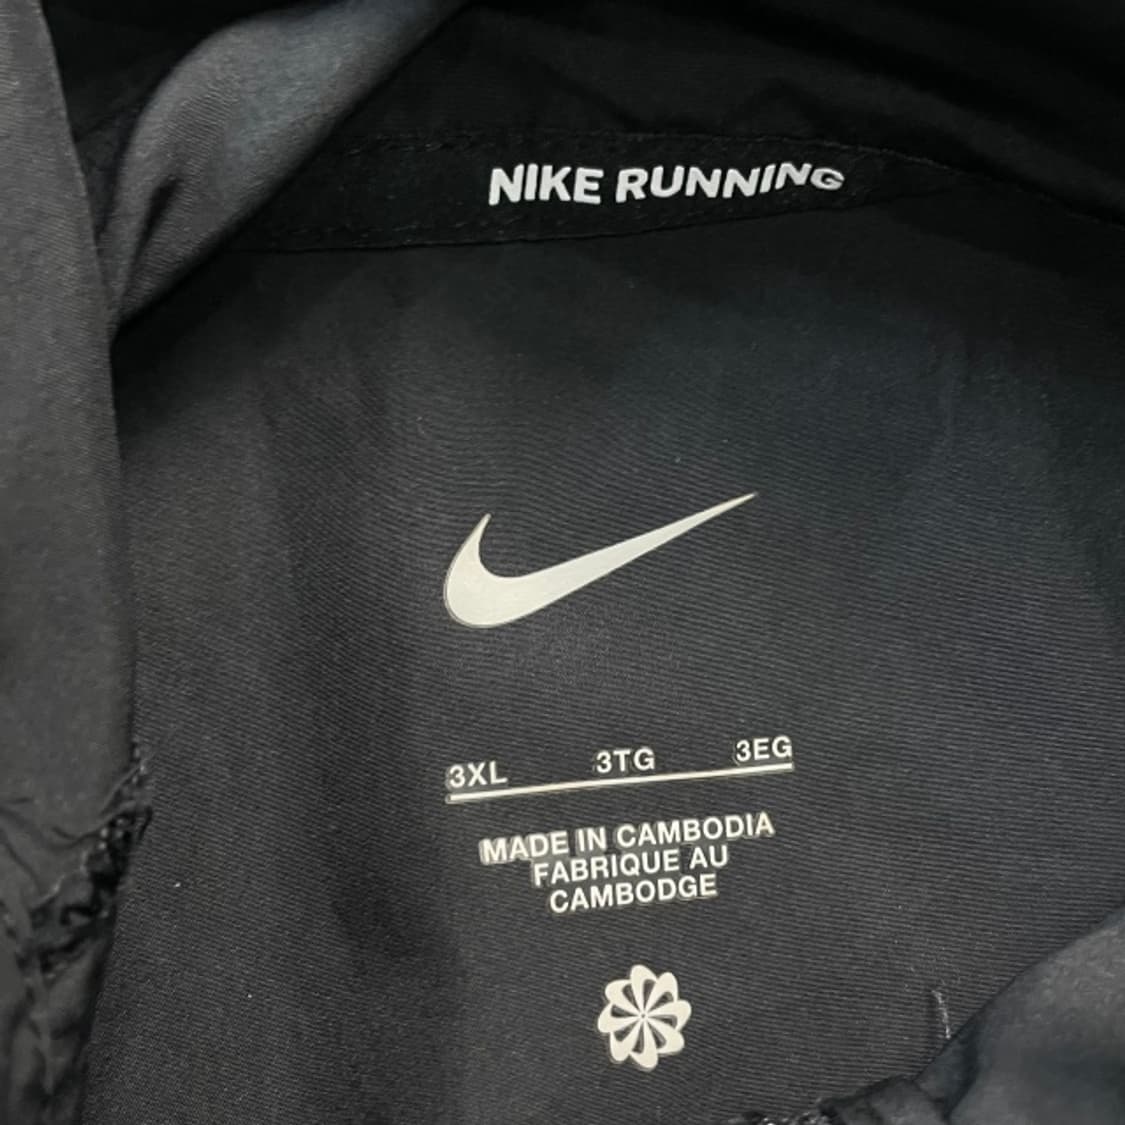 NIKE RUNNING
3XL 3TG 3EG
MADE IN CAMBODIA
FABRIQUE AU
CAMBODGE